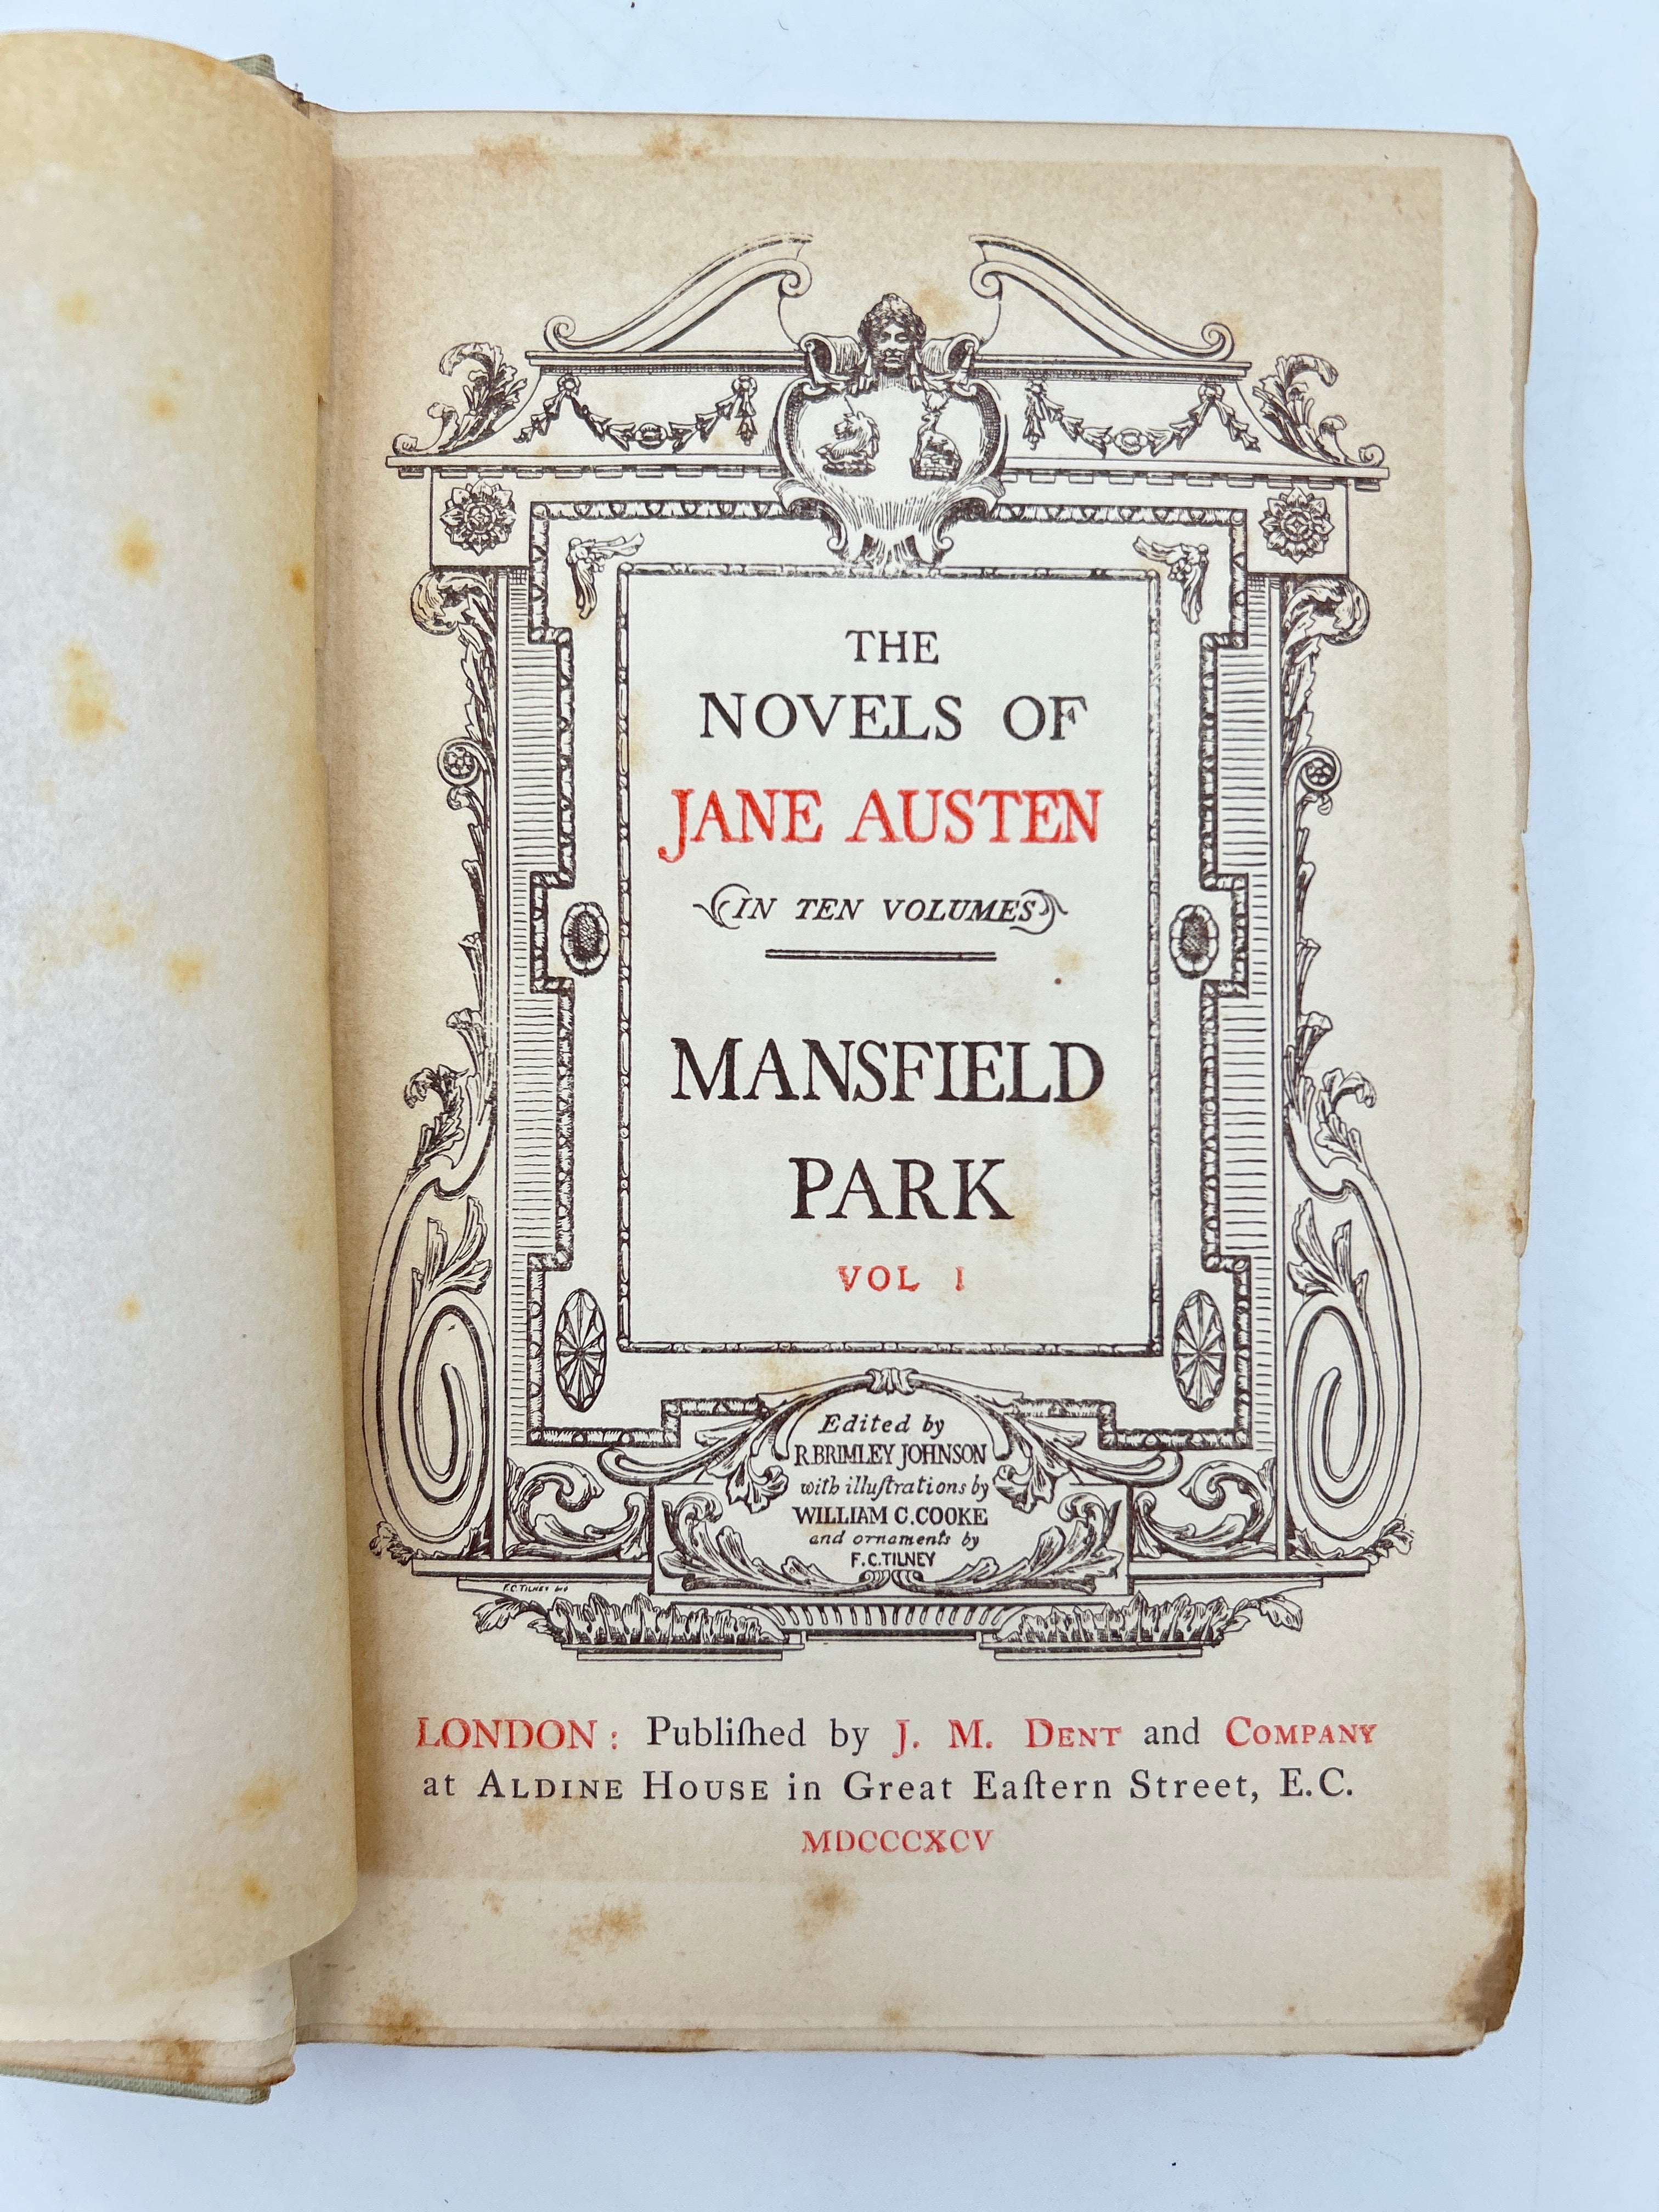 THE
NOVELS OF
JANE AUSTEN
(IN TEN VOLUMES)
MANSFIELD
PARK
VOL I
Edited by
R.BRIMLEY JOHNSON
with illuſtrations by
WILLIAM C.COOKE
and ornaments by
F.C.TILNEY
F.C.TILNEY
LONDON: Publiſhed by J. M. DENT and COMPANY
at ALDINE HOUSE in Great Eaſtern Street, E.C.
MDCCCXCV